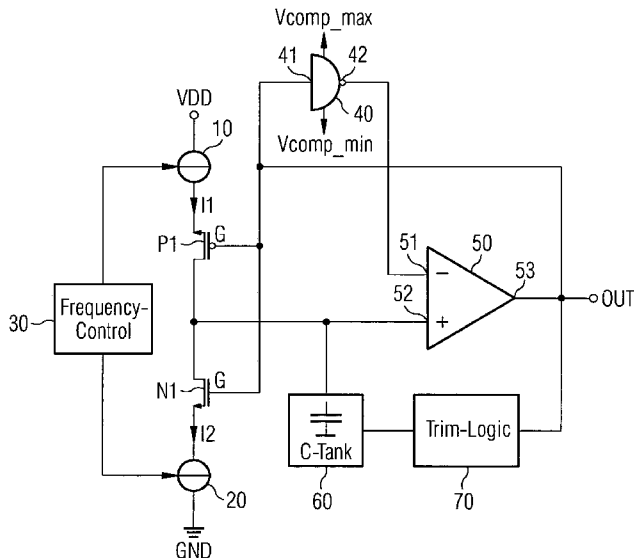 Vcomp_max
41
42
40
VDD
10
Vcomp_min
I1
P1
G
51
50
53
OUT
30
Frequency-
Control
52
−
+
N1
G
I2
C-Tank
Trim-Logic
20
60
70
GND